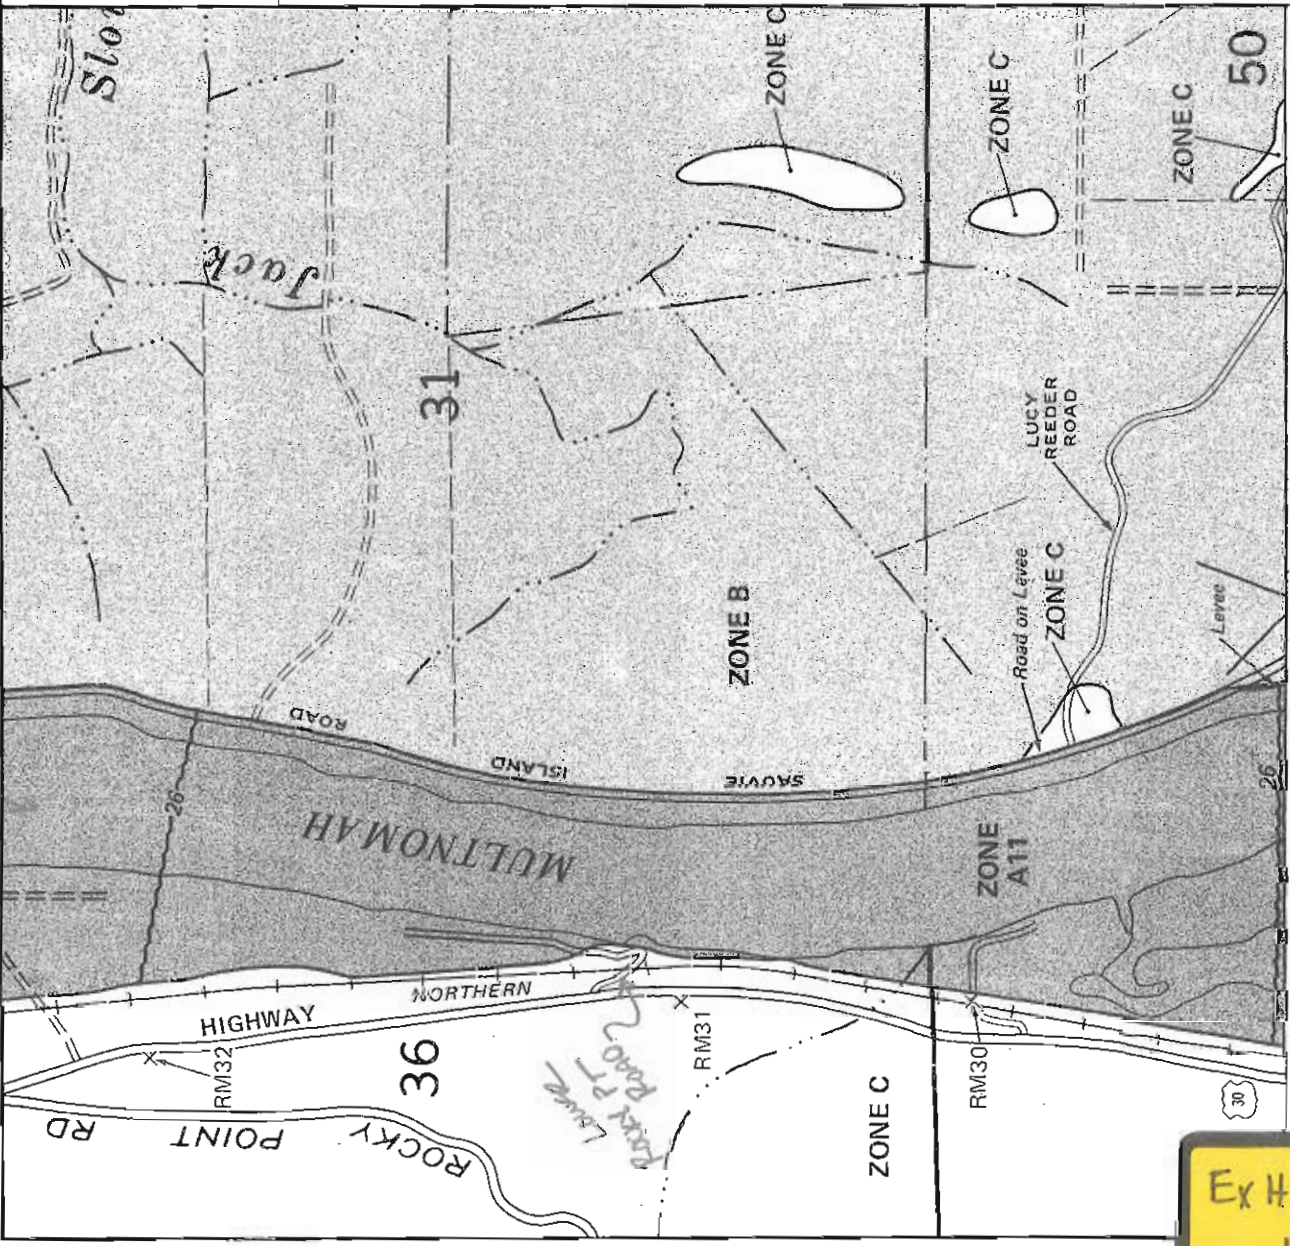 Slou
Jack
ZONE C
ZONE C
ZONE C
50
31
LUCY
REEDER
ROAD
ZONE B
Road on Levee
ZONE C
Levee
SAUVIE
ISLAND
ROAD
MULTNOMAH
26
26
ZONE
A11
NORTHERN
HIGHWAY
36
RM32
RM31
RM30
Lower
Rocky PT
Road
ROCKY
POINT
RD
ZONE C
30
Ex H